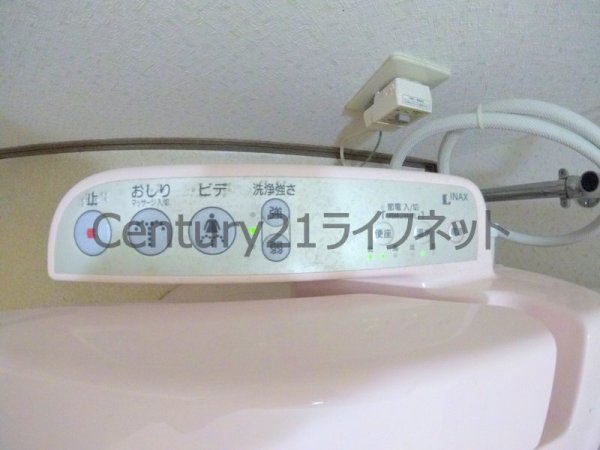 止
おしり
マッサージ入/切
ビデ
洗浄強さ
強
弱
節電 入/切
便座
INAX
Century21ライフネット